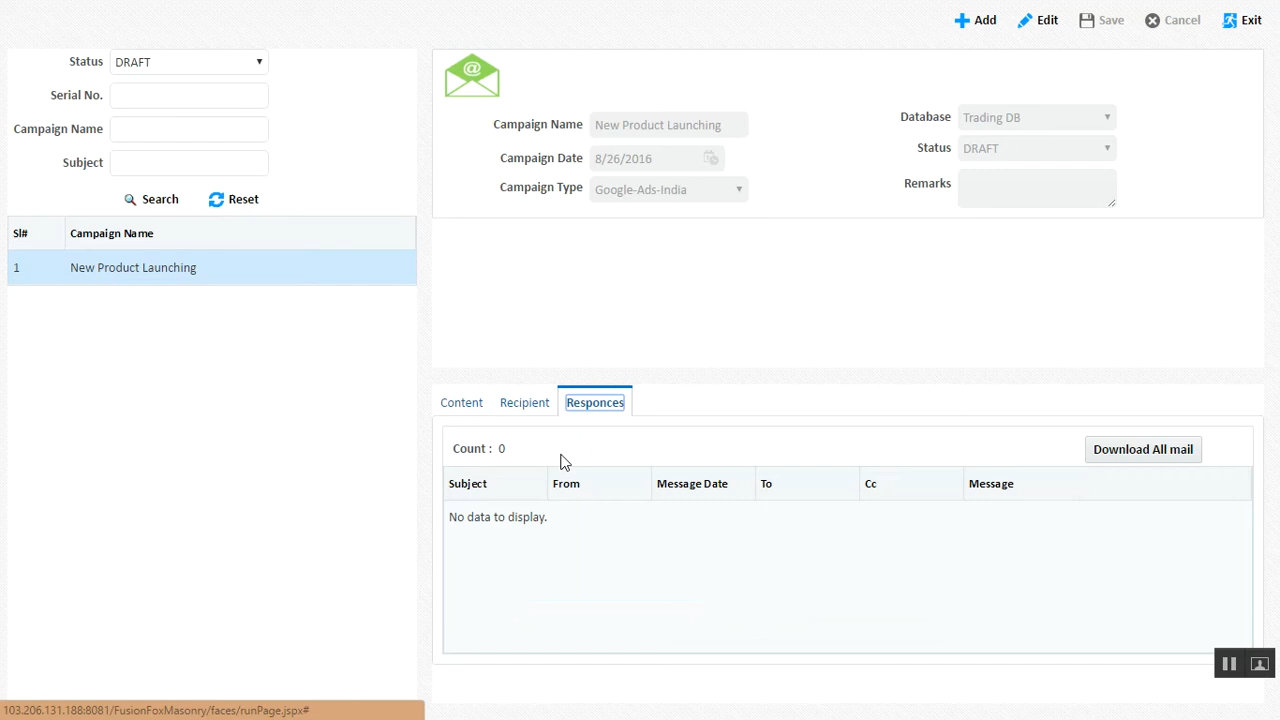 Add Edit Save Cancel Exit
Status DRAFT
Serial No.
Campaign Name
Subject
Search Reset
Sl# Campaign Name
1 New Product Launching
@
Campaign Name New Product Launching
Campaign Date 8/26/2016
Campaign Type Google-Ads-India
Database Trading DB
Status DRAFT
Remarks
Content Recipient Responces
Count : 0 Download All mail
Subject From Message Date To Cc Message
No data to display.
103.206.131.188:8081/FusionFoxMasonry/faces/runPage.jspx#